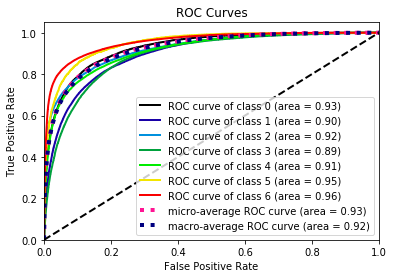 ROC Curves
True Positive Rate
1.0
0.8
0.6
0.4
0.2
0.0
ROC curve of class 0 (area = 0.93)
ROC curve of class 1 (area = 0.90)
ROC curve of class 2 (area = 0.92)
ROC curve of class 3 (area = 0.89)
ROC curve of class 4 (area = 0.91)
ROC curve of class 5 (area = 0.95)
ROC curve of class 6 (area = 0.96)
micro-average ROC curve (area = 0.93)
macro-average ROC curve (area = 0.92)
0.0 0.2 0.4 0.6 0.8 1.0
False Positive Rate